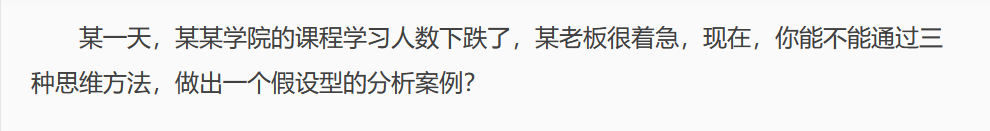 某一天，某某学院的课程学习人数下跌了，某老板很着急，现在，你能不能通过三
种思维方法，做出一个假设型的分析案例？